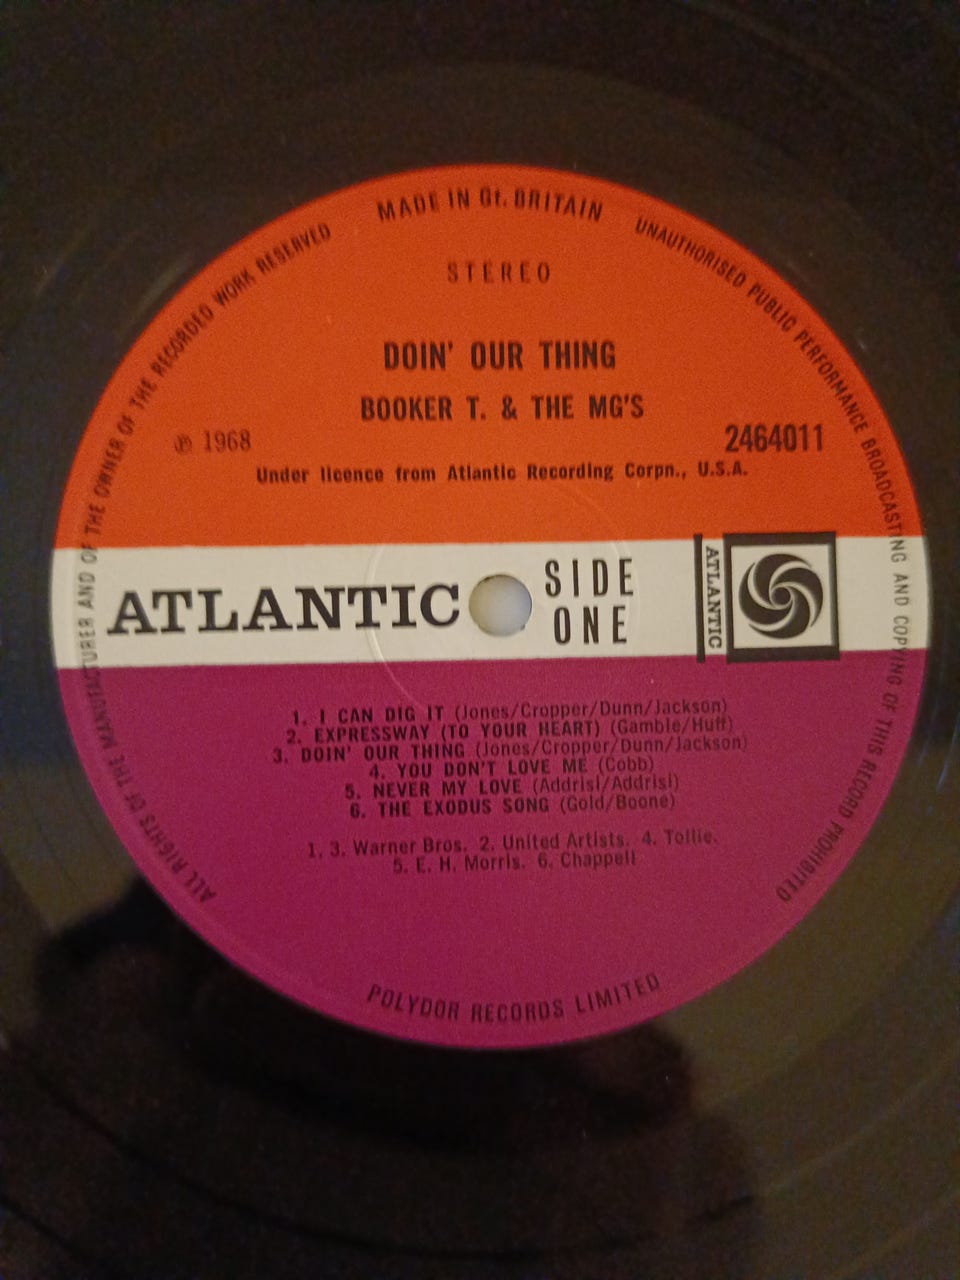 MADE IN Gt. BRITAIN
UNAUTHORISED PUBLIC PERFORMANCE BROADCASTING AND COPYING OF THIS RECORD PROHIBITED
ALL RIGHTS OF THE MANUFACTURER AND OF THE OWNER OF THE RECORDED WORK RESERVED
STEREO
DOIN' OUR THING
BOOKER T. & THE MG'S
℗ 1968
2464011
Under licence from Atlantic Recording Corpn., U.S.A.
ATLANTIC
SIDE
ONE
ATLANTIC
1. I CAN DIG IT (Jones/Cropper/Dunn/Jackson)
2. EXPRESSWAY (TO YOUR HEART) (Gamble/Huff)
3. DOIN' OUR THING (Jones/Cropper/Dunn/Jackson)
4. YOU DON'T LOVE ME (Cobb)
5. NEVER MY LOVE (Addrisi/Addrisi)
6. THE EXODUS SONG (Gold/Boone)
1. 3. Warner Bros. 2. United Artists. 4. Tollie.
5. E. H. Morris. 6. Chappell
POLYDOR RECORDS LIMITED